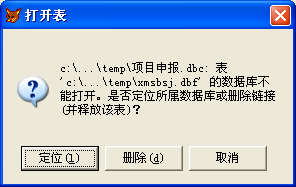 打开表
c:\...\temp\项目申报.dbc: 表
'c:\...\temp\xmsbsj.dbf' 的数据库不
能打开。是否定位所属数据库或删除链接
(并释放该表)?
定位(l) 删除(d) 取消